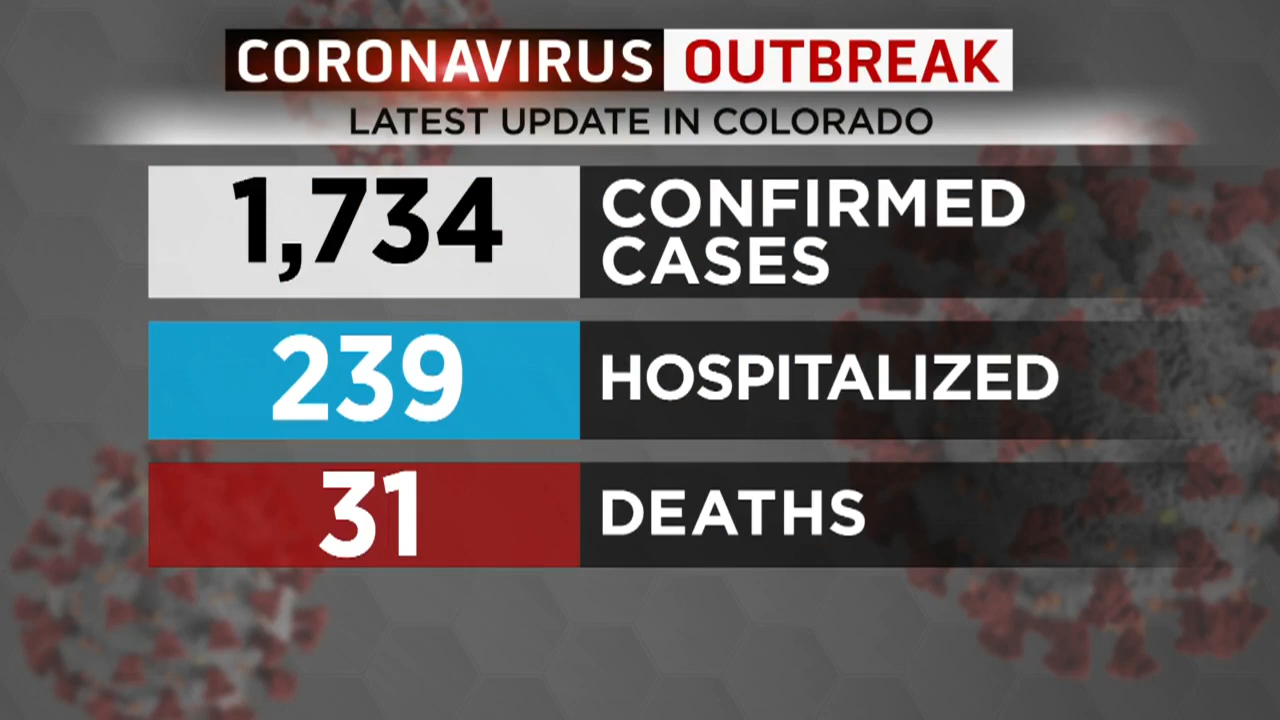 CORONAVIRUS OUTBREAK
LATEST UPDATE IN COLORADO
1,734 CONFIRMED
CASES
239 HOSPITALIZED
31 DEATHS